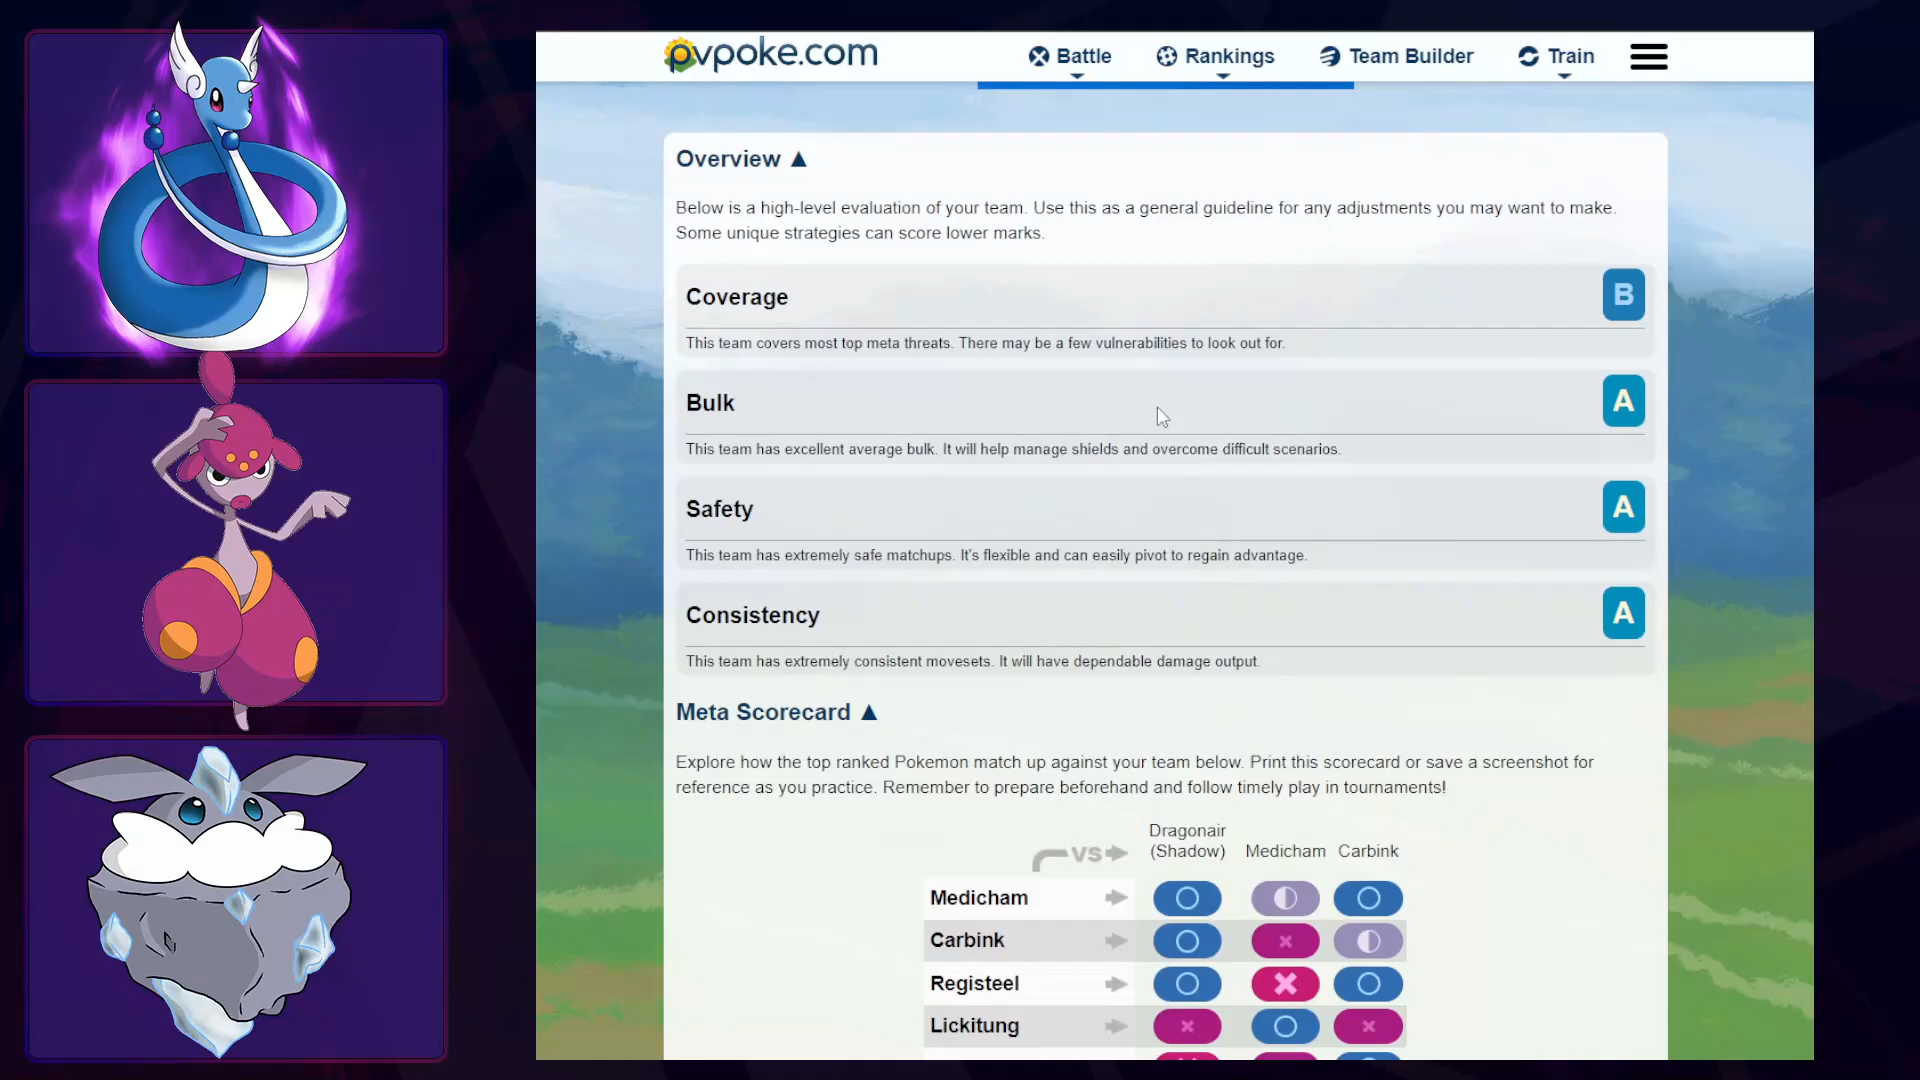 pvpoke.com
Battle Rankings Team Builder Train
Overview ▲
Below is a high-level evaluation of your team. Use this as a general guideline for any adjustments you may want to make.
Some unique strategies can score lower marks.
Coverage B
This team covers most top meta threats. There may be a few vulnerabilities to look out for.
Bulk A
This team has excellent average bulk. It will help manage shields and overcome difficult scenarios.
Safety A
This team has extremely safe matchups. It's flexible and can easily pivot to regain advantage.
Consistency A
This team has extremely consistent movesets. It will have dependable damage output.
Meta Scorecard ▲
Explore how the top ranked Pokemon match up against your team below. Print this scorecard or save a screenshot for
reference as you practice. Remember to prepare beforehand and follow timely play in tournaments!
Dragonair
VS (Shadow) Medicham Carbink
Medicham
Carbink
Registeel
Lickitung